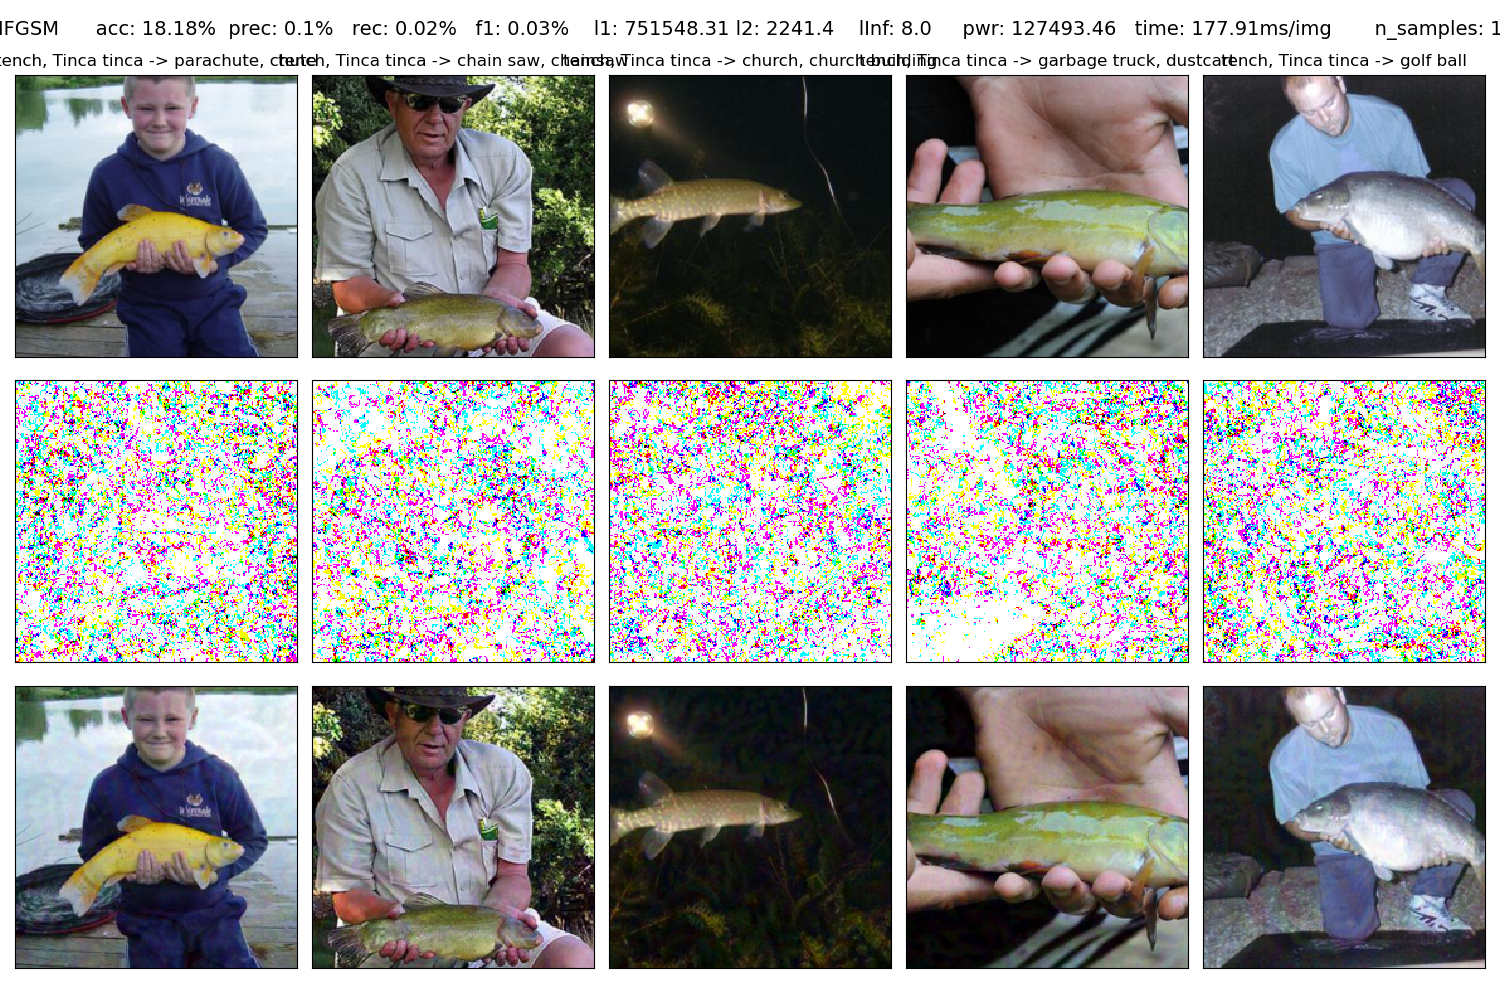 IFGSM acc: 18.18% prec: 0.1% rec: 0.02% f1: 0.03% l1: 751548.31 l2: 2241.4 lInf: 8.0 pwr: 127493.46 time: 177.91ms/img n_samples: 1
tench, Tinca tinca -> parachute, chute tench, Tinca tinca -> chain saw, chainsaw tench, Tinca tinca -> church, church building tench, Tinca tinca -> garbage truck, dustcart tench, Tinca tinca -> golf ball